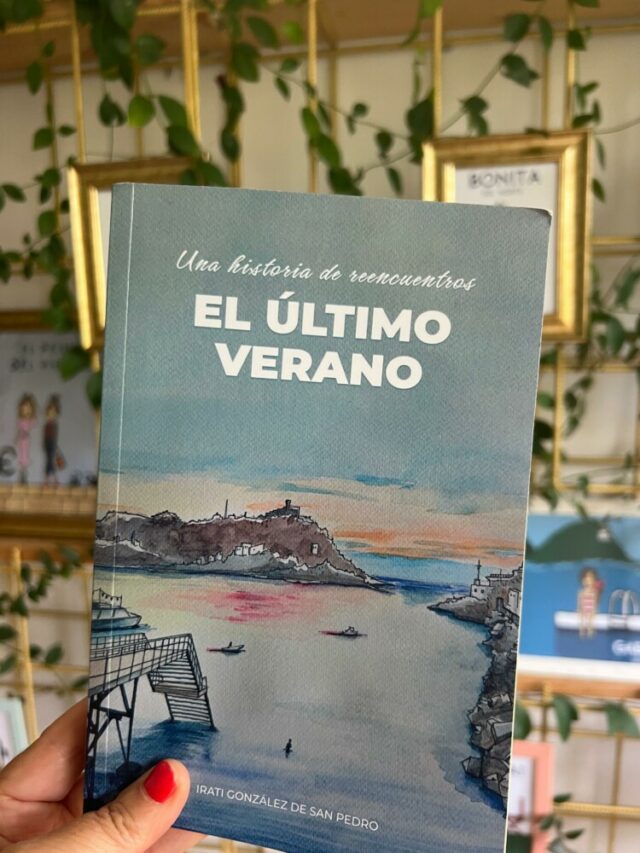 BONITA
Una historia de reencuentros
EL ÚLTIMO
VERANO
IRATI GONZÁLEZ DE SAN PEDRO